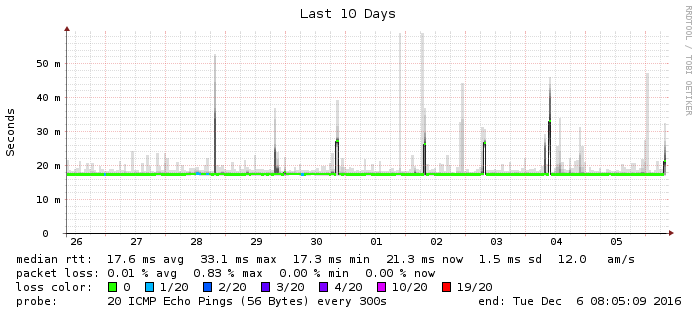 Last 10 Days
RRDTOOL / TOBI OETIKER
Seconds
50 m
40 m
30 m
20 m
10 m
0
26 27 28 29 30 01 02 03 04 05
median rtt: 17.6 ms avg 33.1 ms max 17.3 ms min 21.3 ms now 1.5 ms sd 12.0 am/s
packet loss: 0.01 % avg 0.83 % max 0.00 % min 0.00 % now
loss color: 0 1/20 2/20 3/20 4/20 10/20 19/20
probe: 20 ICMP Echo Pings (56 Bytes) every 300s end: Tue Dec 6 08:05:09 2016